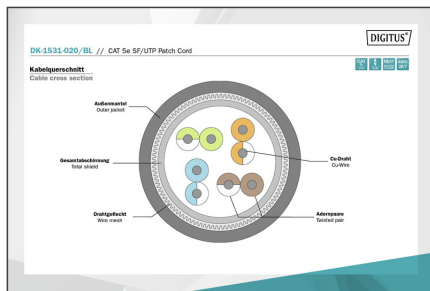 DIGITUS®
DK-1531-020/BL // CAT 5e SF/UTP Patch Cord
Kabelquerschnitt
Cable cross section
Außenmantel
Outer jacket
Gesamtabschirmung
Total shield
Cu-Draht
Cu-Wire
Drahtgeflecht
Wire mesh
Adernpaare
Twisted pair